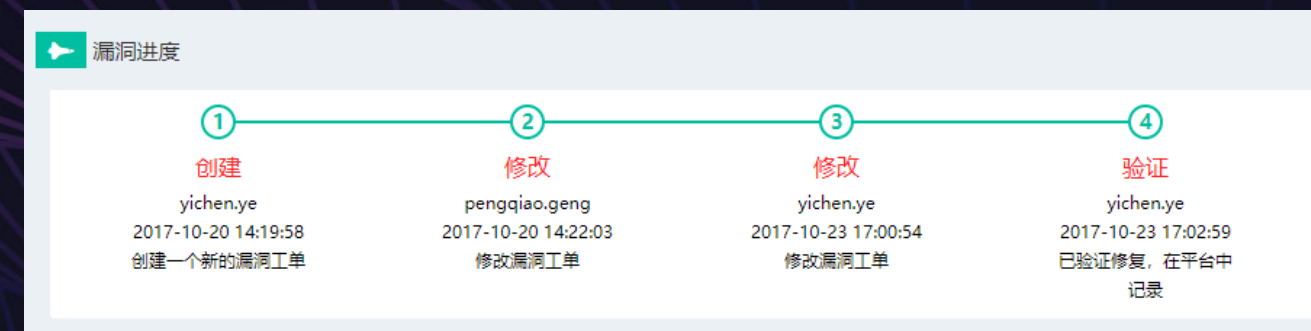 漏洞进度
1 2 3 4
创建 修改 修改 验证
yichen.ye pengqiao.geng yichen.ye yichen.ye
2017-10-20 14:19:58 2017-10-20 14:22:03 2017-10-23 17:00:54 2017-10-23 17:02:59
创建一个新的漏洞工单 修改漏洞工单 修改漏洞工单 已验证修复，在平台中
记录